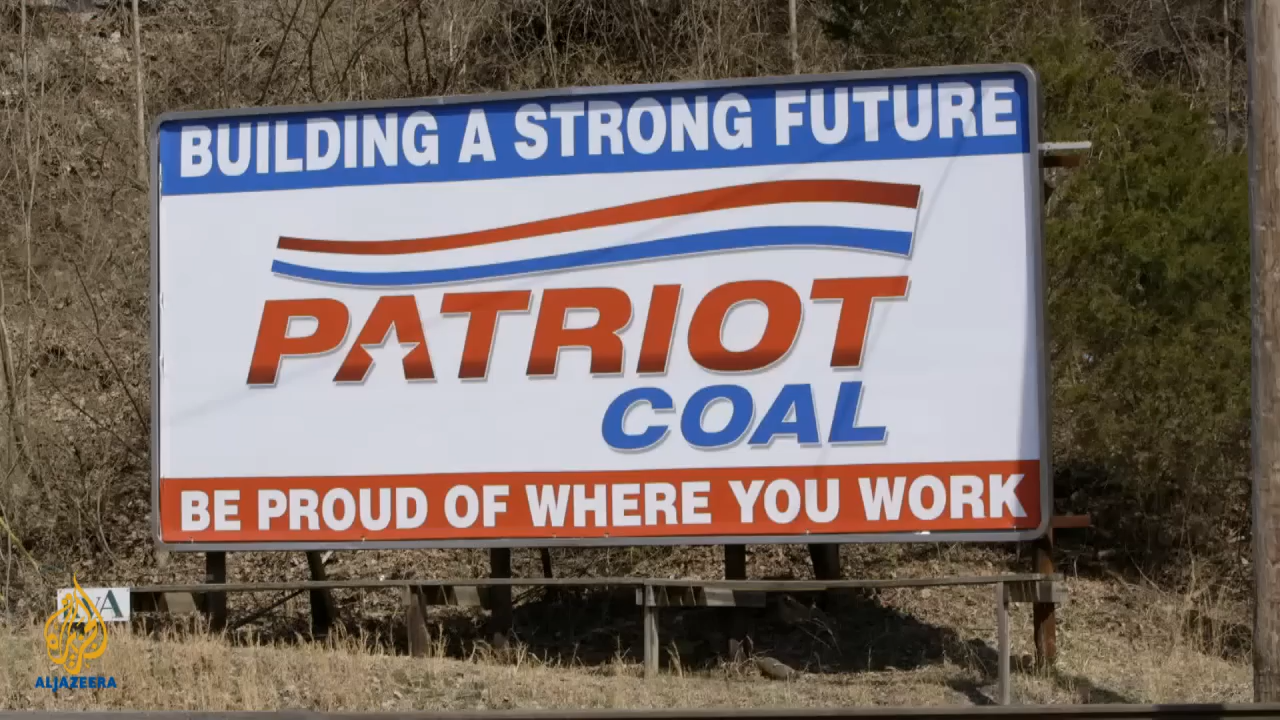 BUILDING A STRONG FUTURE
PATRIOT
COAL
BE PROUD OF WHERE YOU WORK
ALJAZEERA